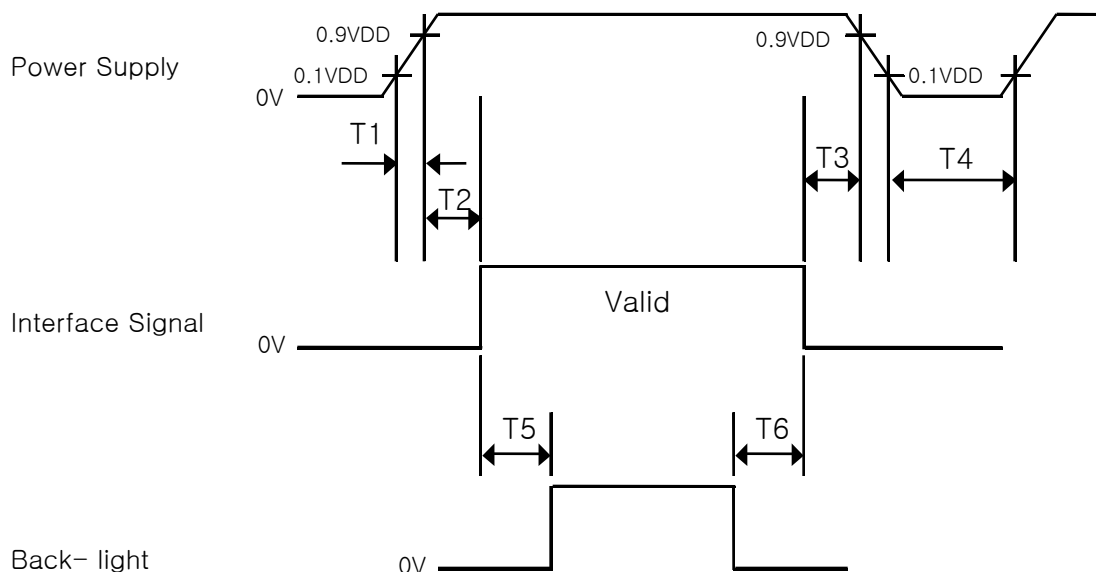 0.9VDD
0.9VDD
Power Supply
0.1VDD
0.1VDD
0V
T1
T2
T3
T4
Valid
Interface Signal
0V
T5
T6
Back- light
0V